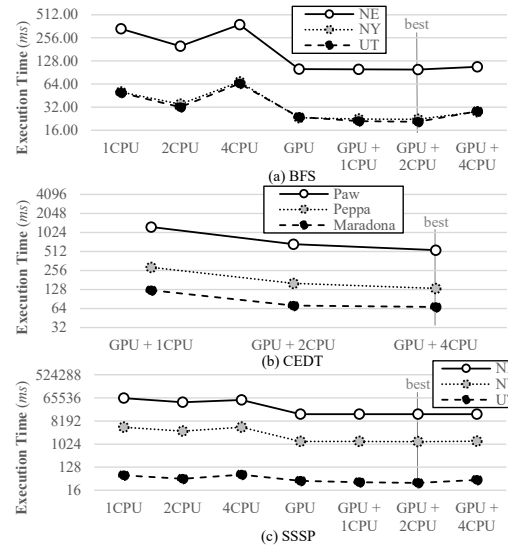 512.00
256.00
128.00
64.00
32.00
16.00
Execution Time (ms)
NE
NY
UT
best
1CPU 2CPU 4CPU GPU GPU + 1CPU GPU + 2CPU GPU + 4CPU
(a) BFS
4096
2048
1024
512
256
128
64
32
Execution Time (ms)
Paw
Peppa
Maradona
best
GPU + 1CPU GPU + 2CPU GPU + 4CPU
(b) CEDT
524288
65536
8192
1024
128
16
Execution Time (ms)
best
1CPU 2CPU 4CPU GPU GPU + 1CPU GPU + 2CPU GPU + 4CPU
(c) SSSP